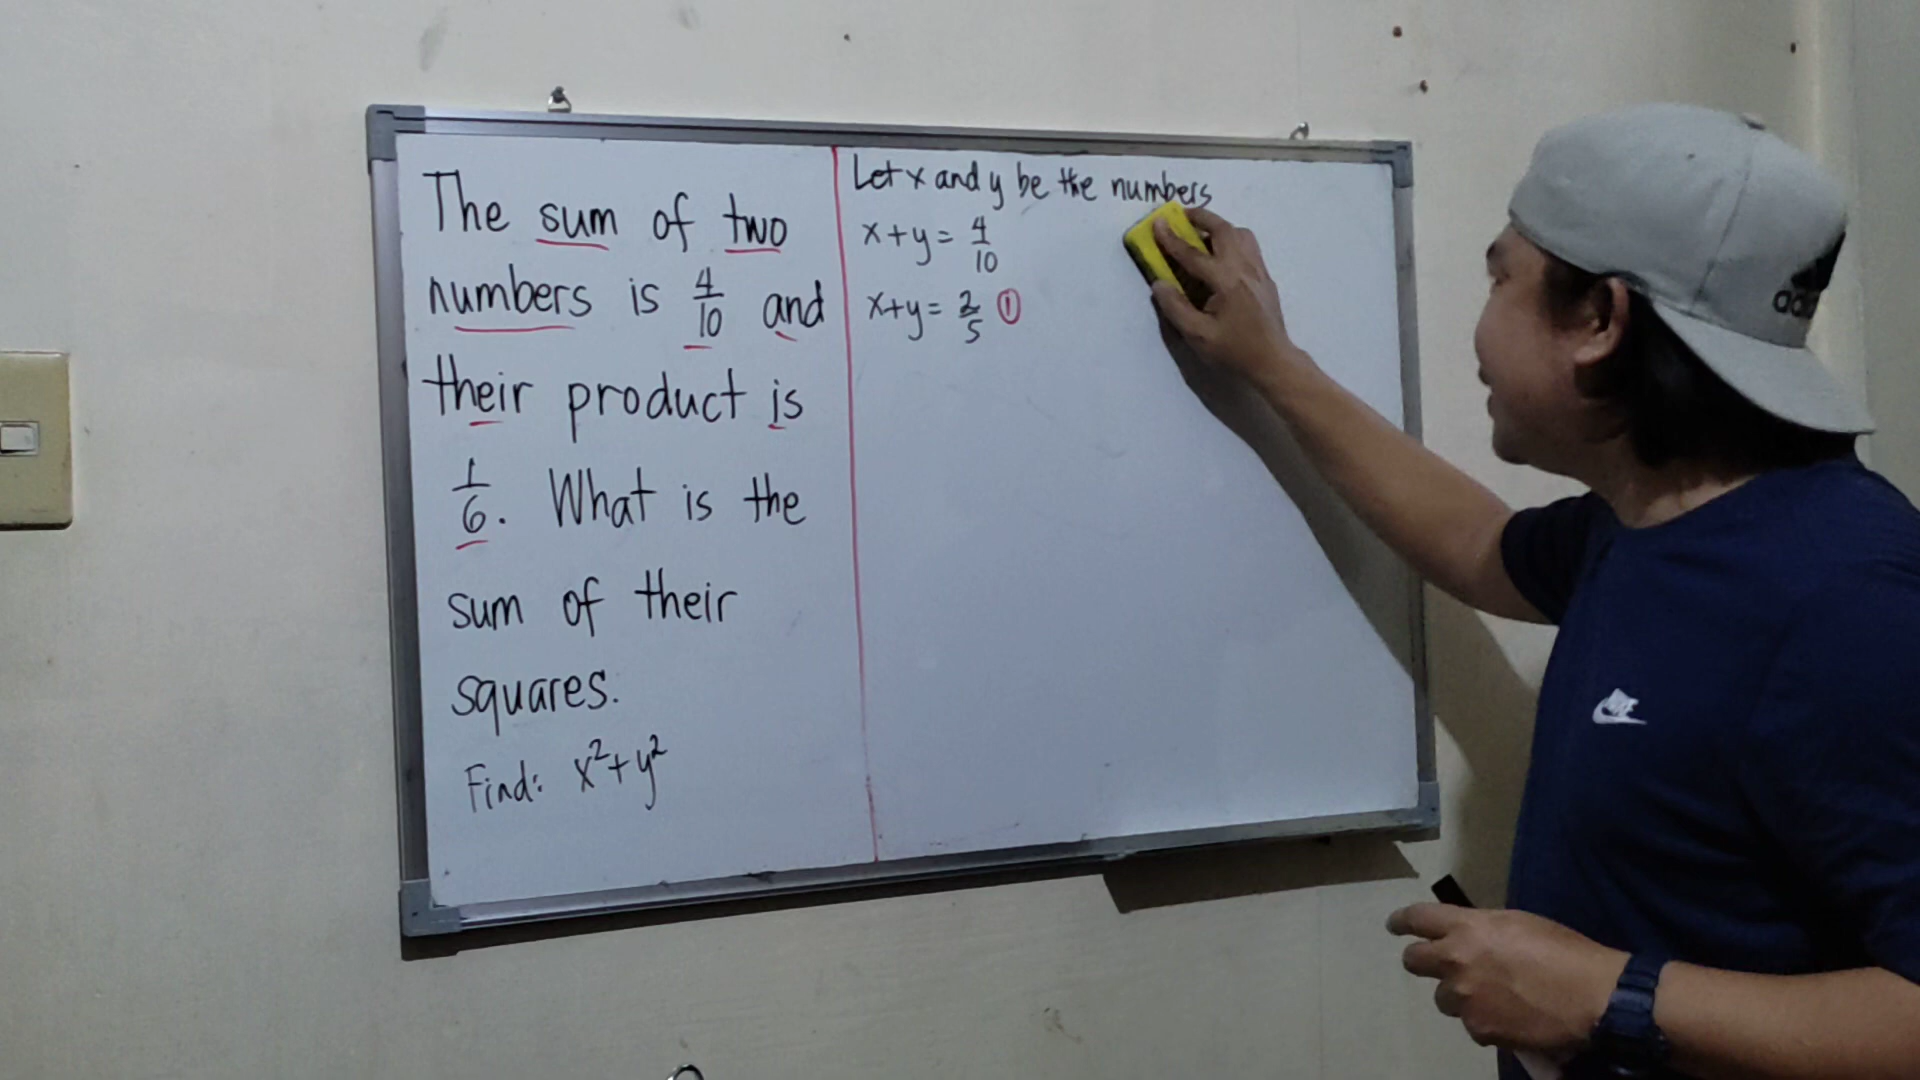 The sum of two
numbers is 4/10 and
their product is
1/6. What is the
sum of their
squares.
Find: x²+y²
Let x and y be the numbers
x+y= 4/10
x+y= 2/5 ①